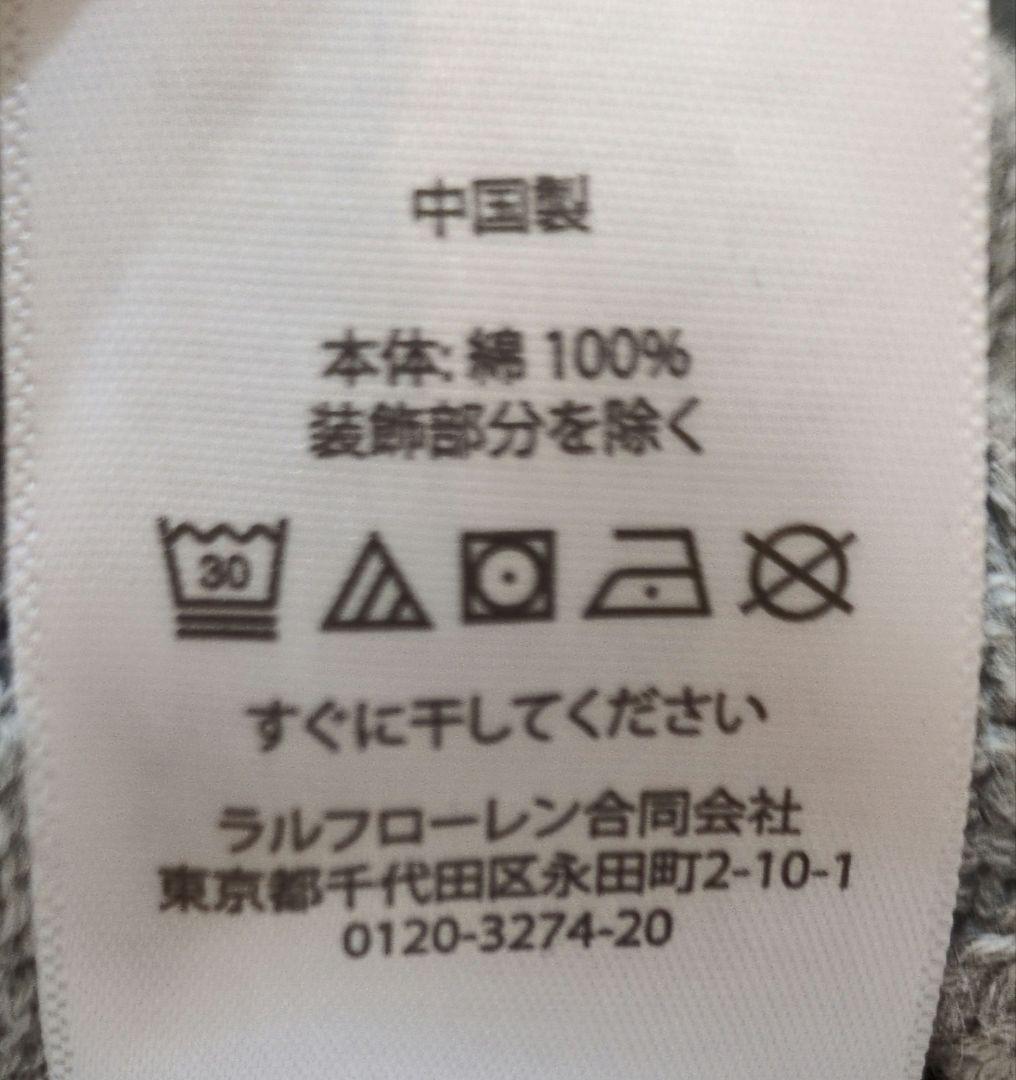 中国製
本体: 綿 100%
装飾部分を除く
30
すぐに干してください
ラルフローレン合同会社
東京都千代田区永田町2-10-1
0120-3274-20